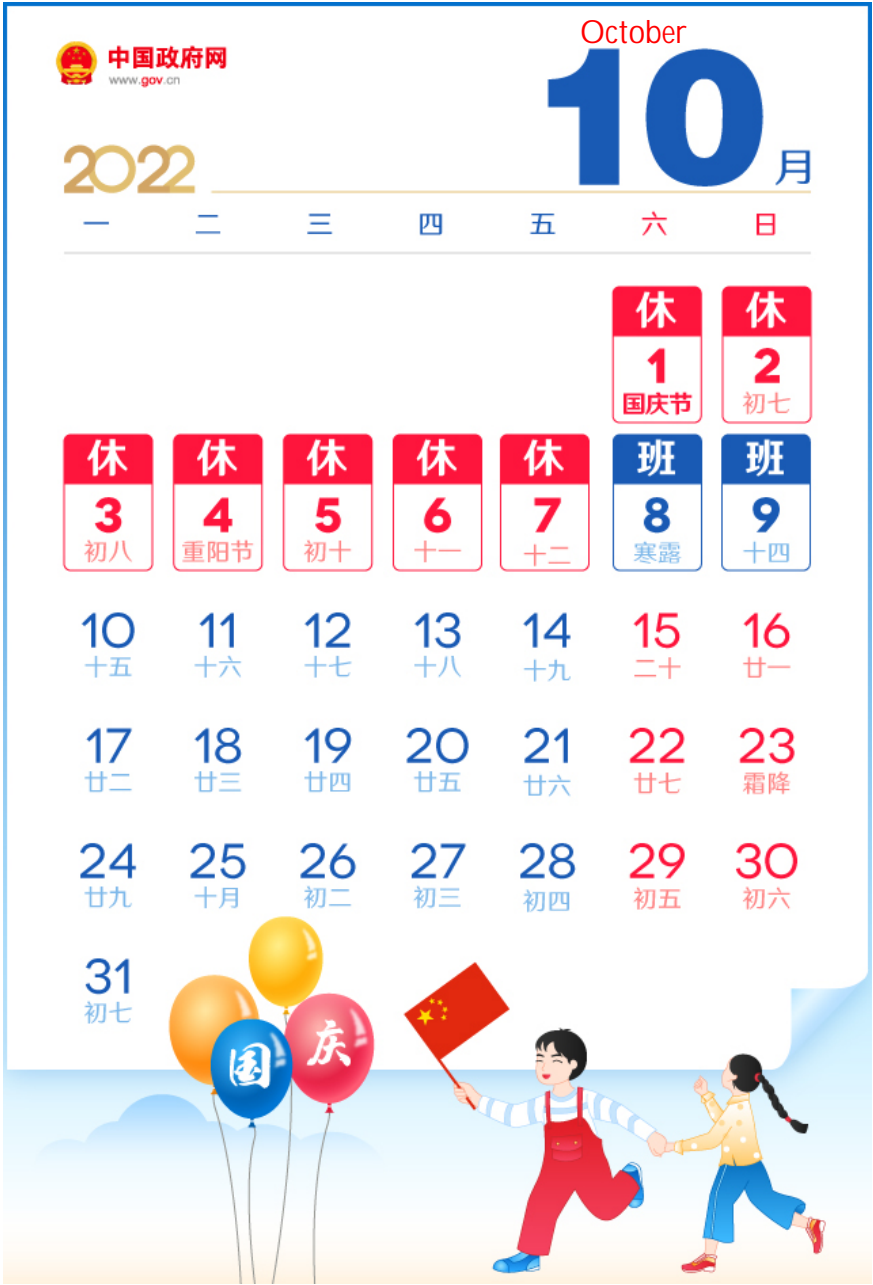 October
中国政府网
www.gov.cn
10月
2022
一 二 三 四 五 六 日
休 休
1 2
国庆节 初七
休 休 休 休 休 班 班
3 4 5 6 7 8 9
初八 重阳节 初十 十一 十二 寒露 十四
10 11 12 13 14 15 16
十五 十六 十七 十八 十九 二十 廿一
17 18 19 20 21 22 23
廿二 廿三 廿四 廿五 廿六 廿七 霜降
24 25 26 27 28 29 30
廿九 十月 初二 初三 初四 初五 初六
31
初七
国 庆